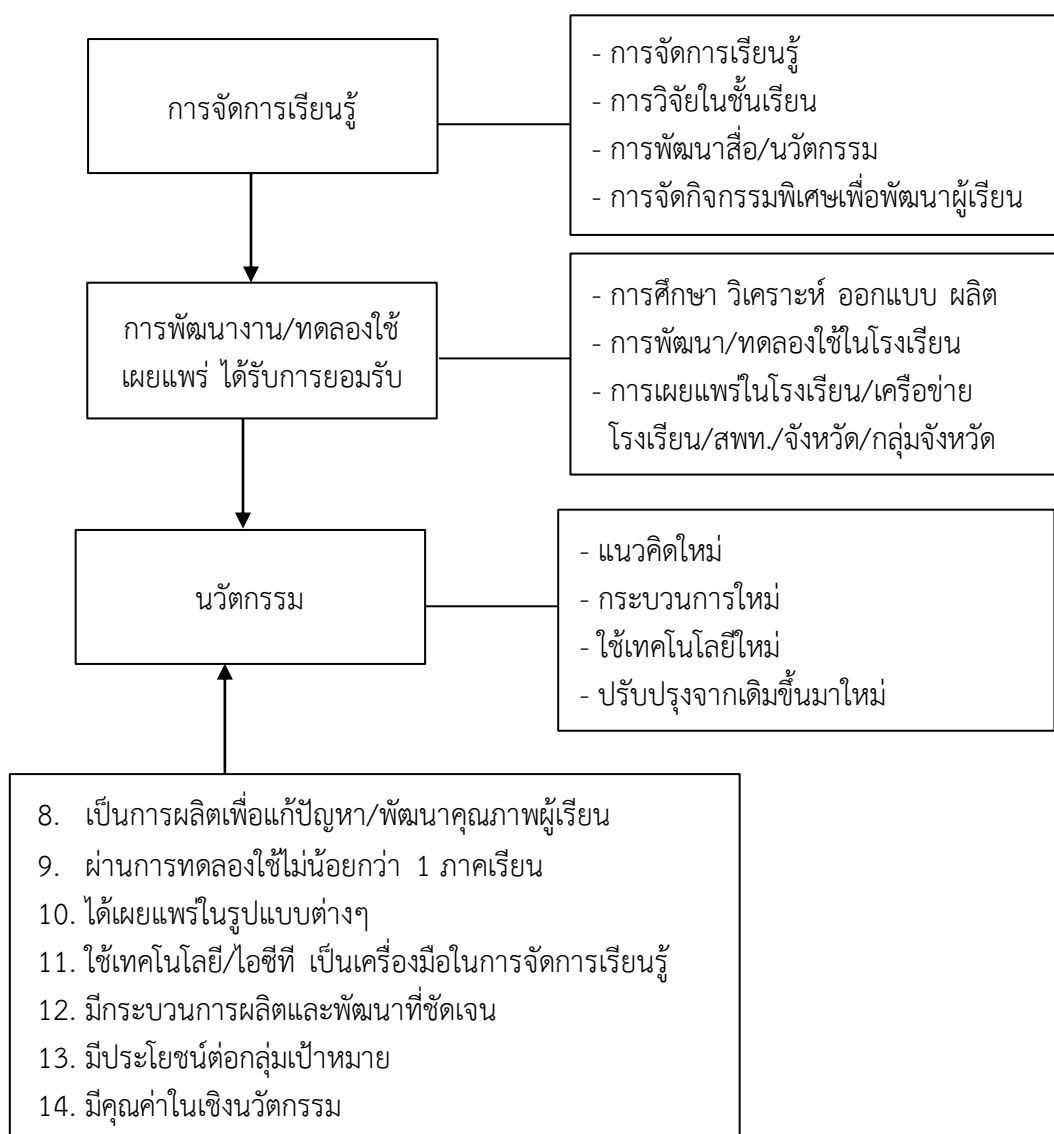 การจัดการเรียนรู้
- การจัดการเรียนรู้
- การวิจัยในชั้นเรียน
- การพัฒนาสื่อ/นวัตกรรม
- การจัดกิจกรรมพิเศษเพื่อพัฒนาผู้เรียน
การพัฒนางาน/ทดลองใช้
เผยแพร่ ได้รับการยอมรับ
- การศึกษา วิเคราะห์ ออกแบบ ผลิต
- การพัฒนา/ทดลองใช้ในโรงเรียน
- การเผยแพร่ในโรงเรียน/เครือข่าย
โรงเรียน/สพท./จังหวัด/กลุ่มจังหวัด
นวัตกรรม
- แนวคิดใหม่
- กระบวนการใหม่
- ใช้เทคโนโลยีใหม่
- ปรับปรุงจากเดิมขึ้นมาใหม่
8. เป็นการผลิตเพื่อแก้ปัญหา/พัฒนาคุณภาพผู้เรียน
9. ผ่านการทดลองใช้ไม่น้อยกว่า 1 ภาคเรียน
10. ได้เผยแพร่ในรูปแบบต่างๆ
11. ใช้เทคโนโลยี/ไอซีที เป็นเครื่องมือในการจัดการเรียนรู้
12. มีกระบวนการผลิตและพัฒนาที่ชัดเจน
13. มีประโยชน์ต่อกลุ่มเป้าหมาย
14. มีคุณค่าในเชิงนวัตกรรม